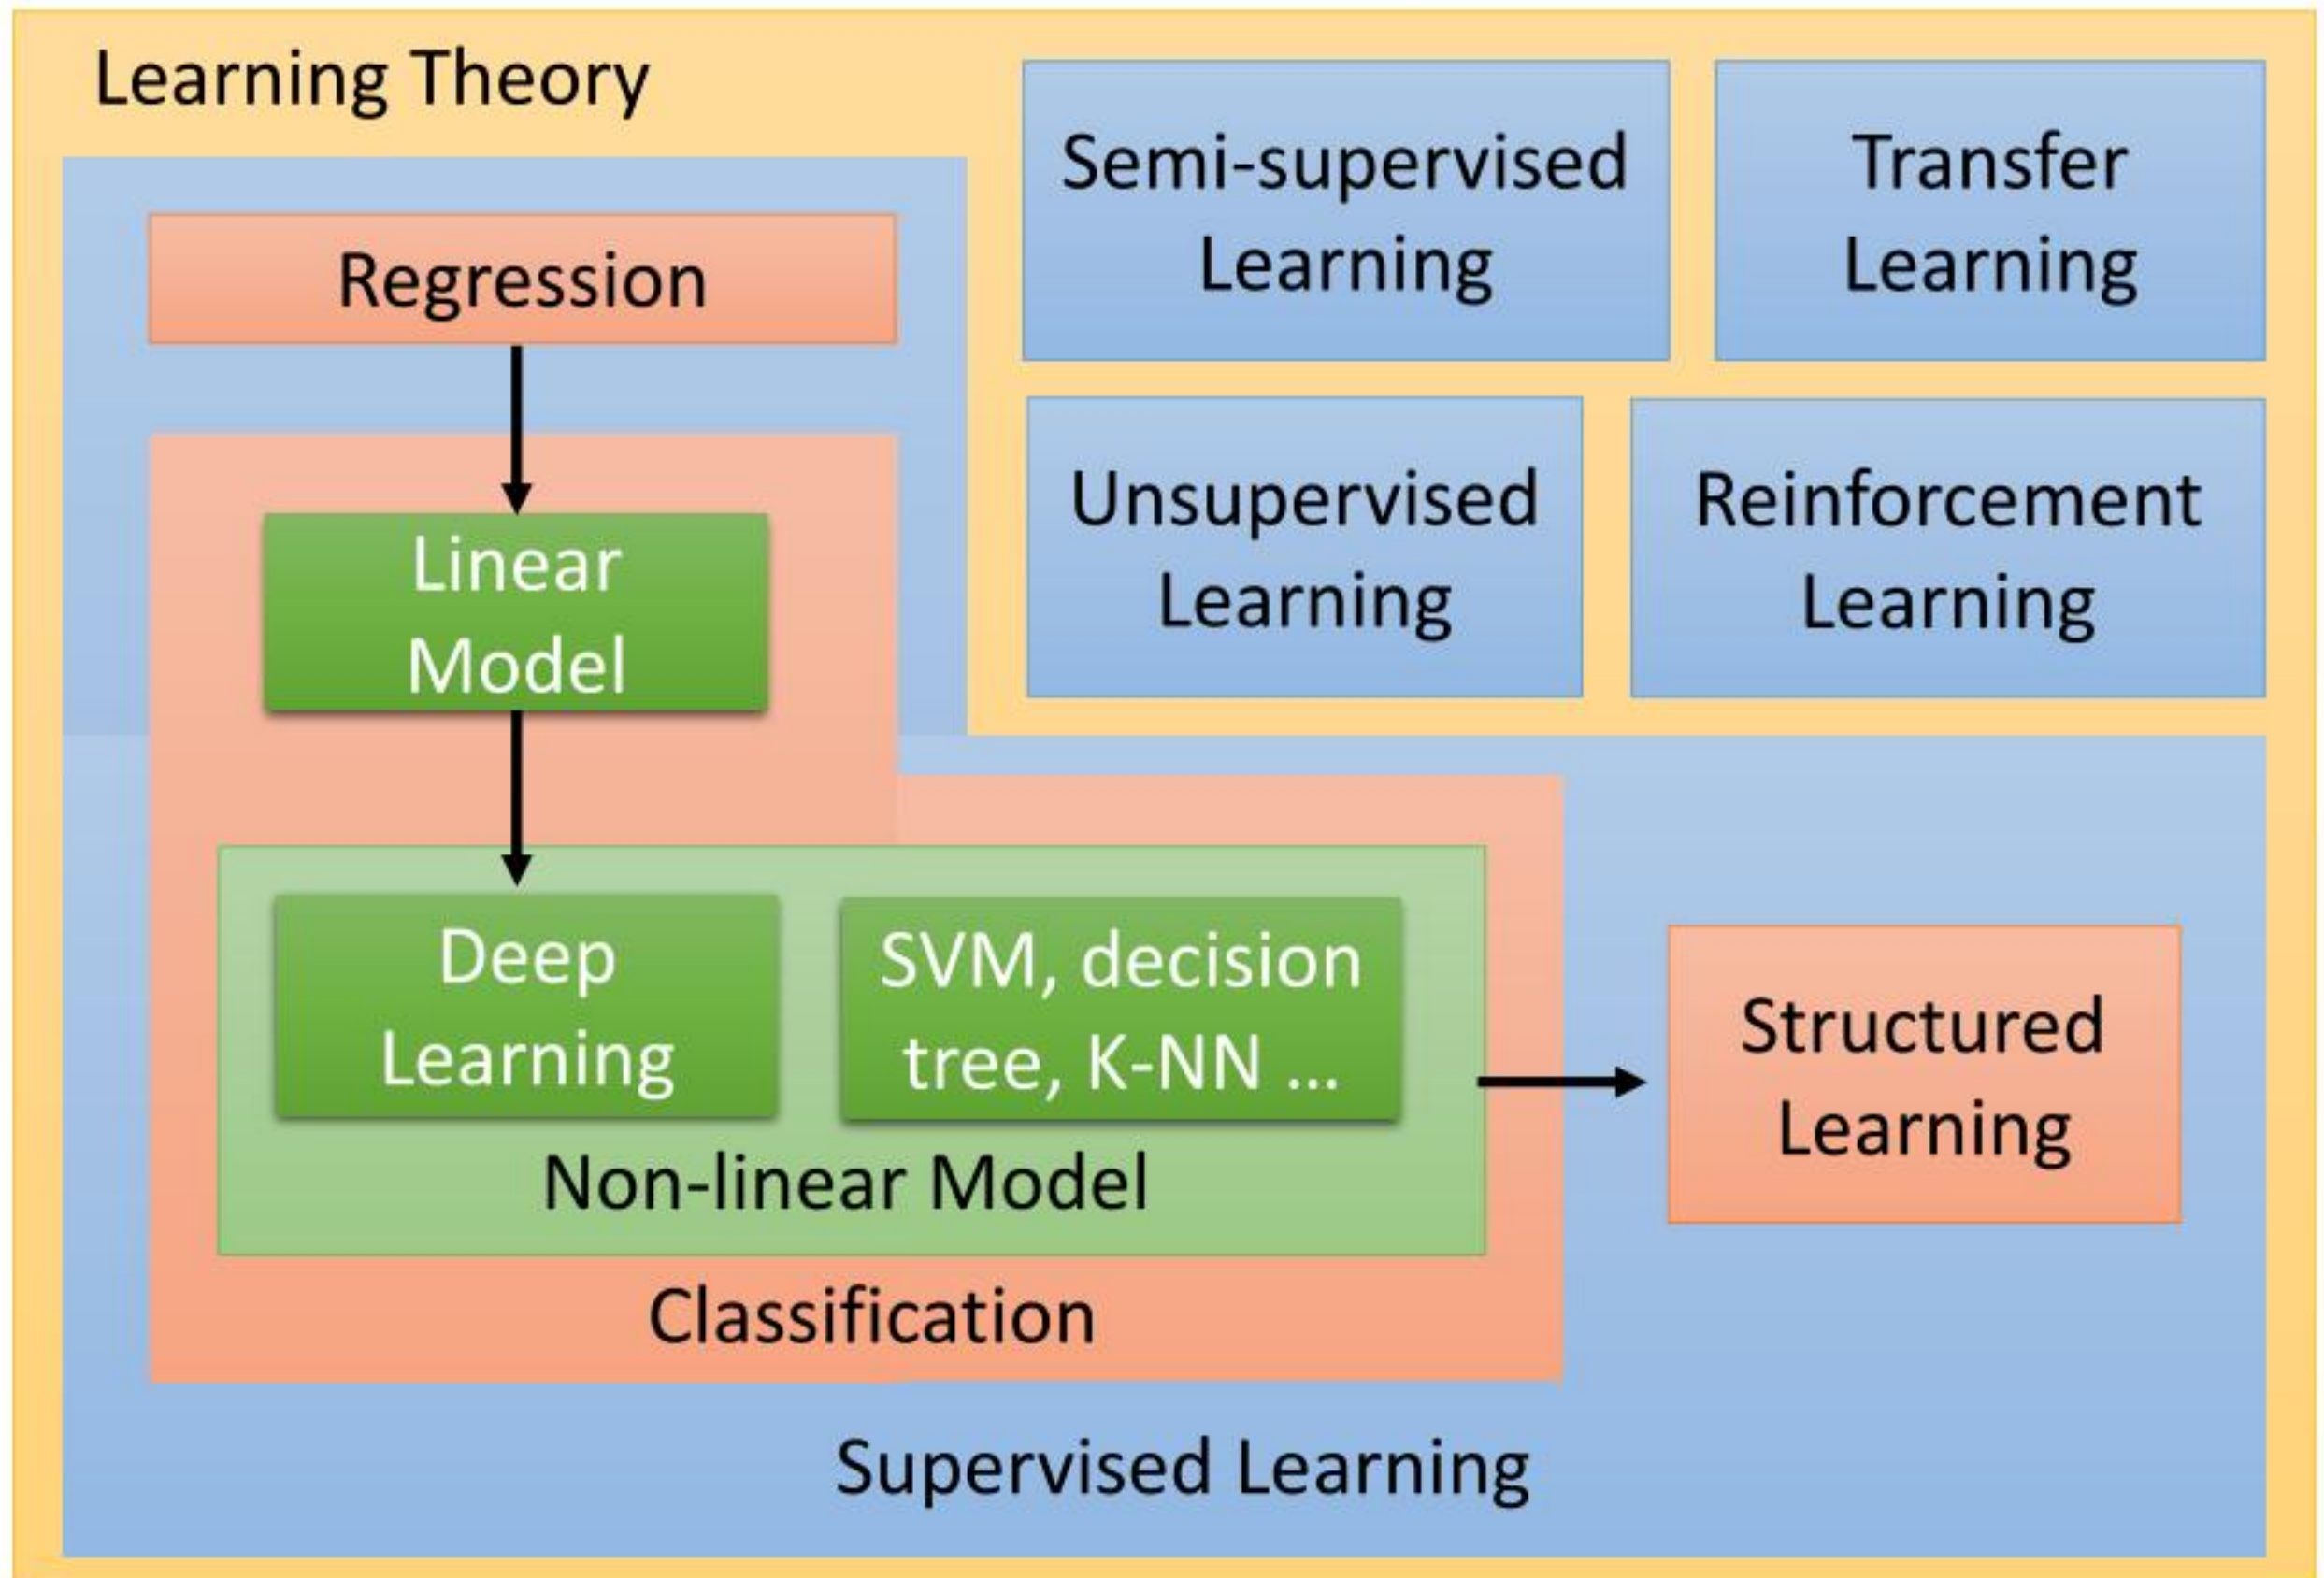 Learning Theory
Semi-supervised
Learning
Transfer
Learning
Regression
Unsupervised
Learning
Reinforcement
Learning
Linear
Model
Deep
Learning
SVM, decision
tree, K-NN ...
Non-linear Model
Classification
Structured
Learning
Supervised Learning